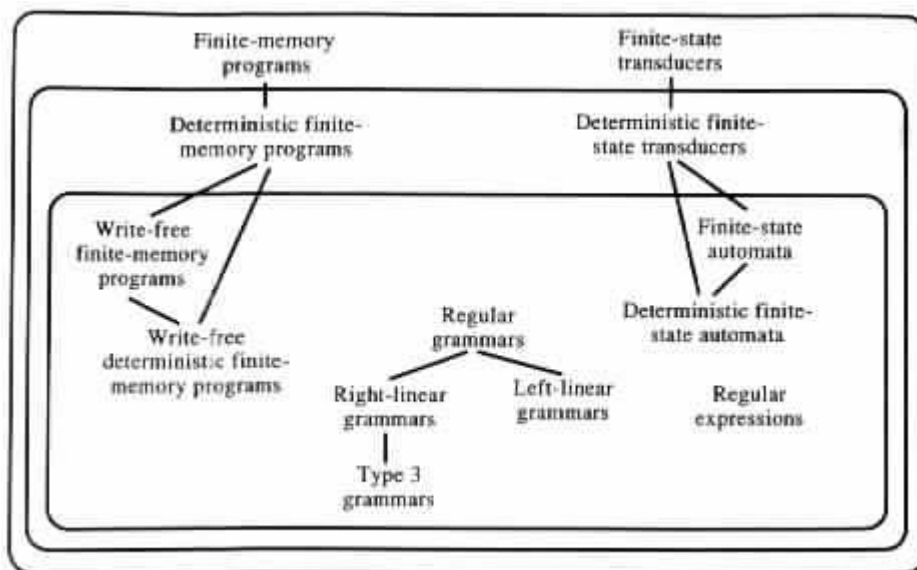 Finite-memory
programs
Finite-state
transducers
Deterministic finite-
memory programs
Deterministic finite-
state transducers
Write-free
finite-memory
programs
Finite-state
automata
Write-free
deterministic finite-
memory programs
Regular
grammars
Deterministic finite-
state automata
Right-linear
grammars
Left-linear
grammars
Regular
expressions
Type 3
grammars